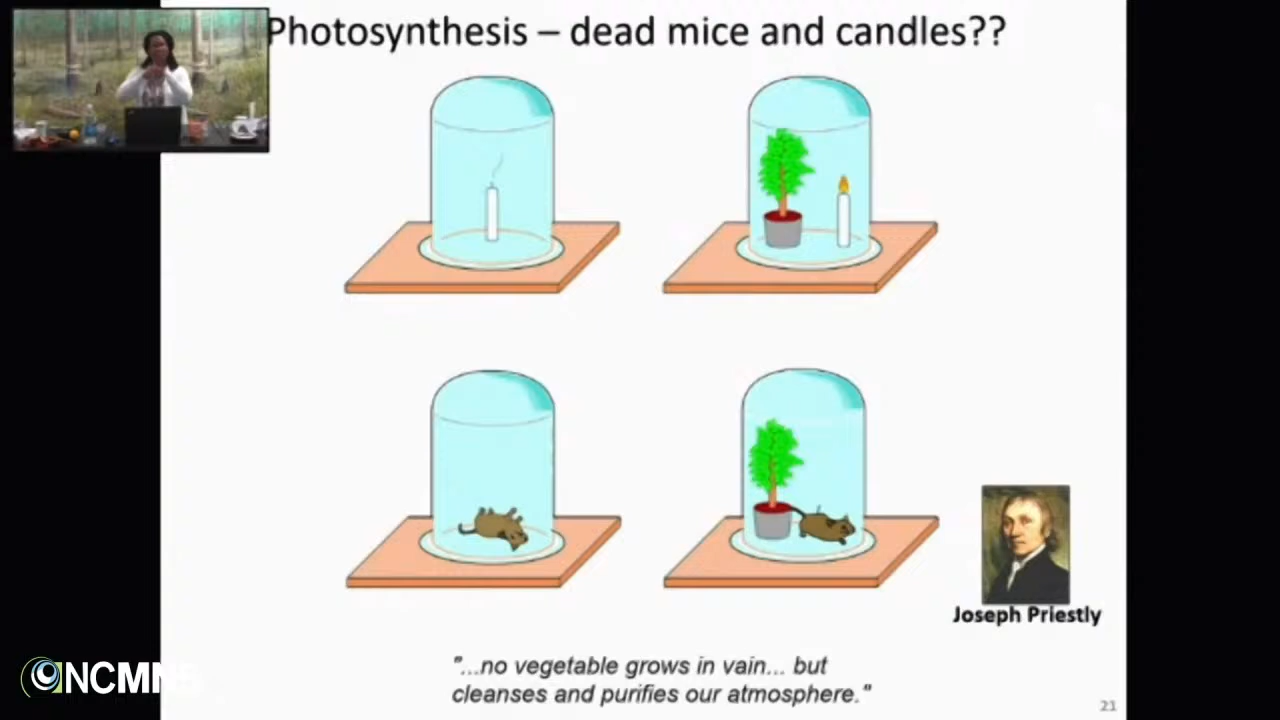 Photosynthesis – dead mice and candles??
Joseph Priestly
"...no vegetable grows in vain... but
cleanses and purifies our atmosphere."
21